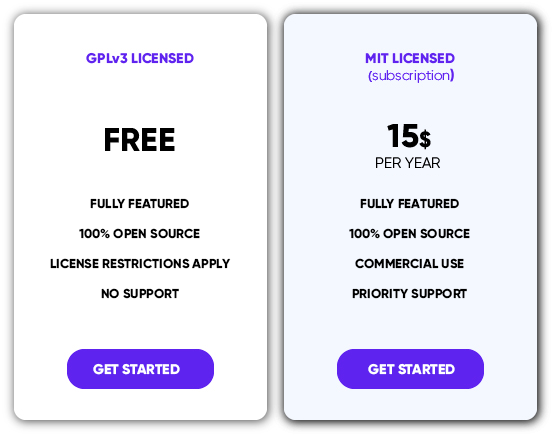 GPLv3 LICENSED
FREE
FULLY FEATURED
100% OPEN SOURCE
LICENSE RESTRICTIONS APPLY
NO SUPPORT
GET STARTED
MIT LICENSED
(subscription)
15$
PER YEAR
FULLY FEATURED
100% OPEN SOURCE
COMMERCIAL USE
PRIORITY SUPPORT
GET STARTED